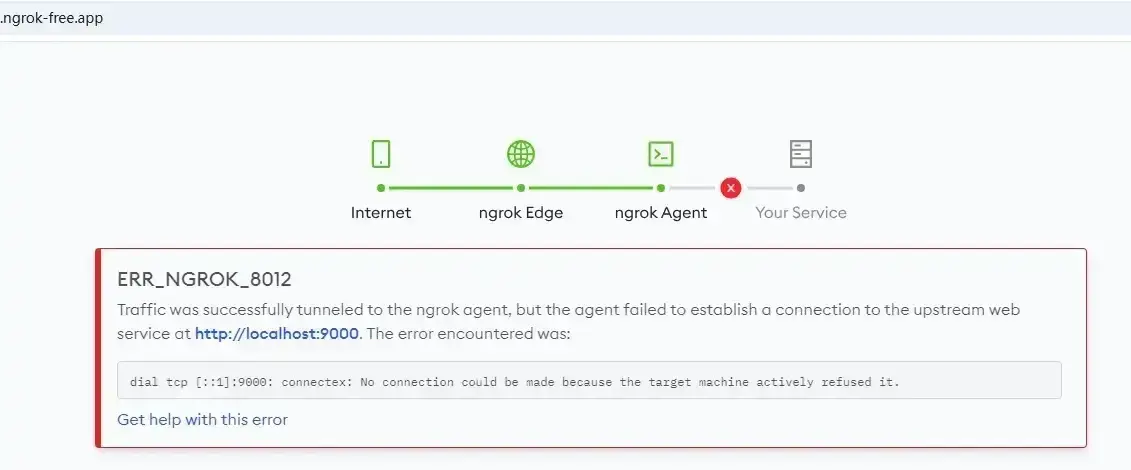 .ngrok-free.app
Internet
ngrok Edge
ngrok Agent
Your Service
ERR_NGROK_8012
Traffic was successfully tunneled to the ngrok agent, but the agent failed to establish a connection to the upstream web
service at http://localhost:9000. The error encountered was:
dial tcp [::1]:9000: connectex: No connection could be made because the target machine actively refused it.
Get help with this error